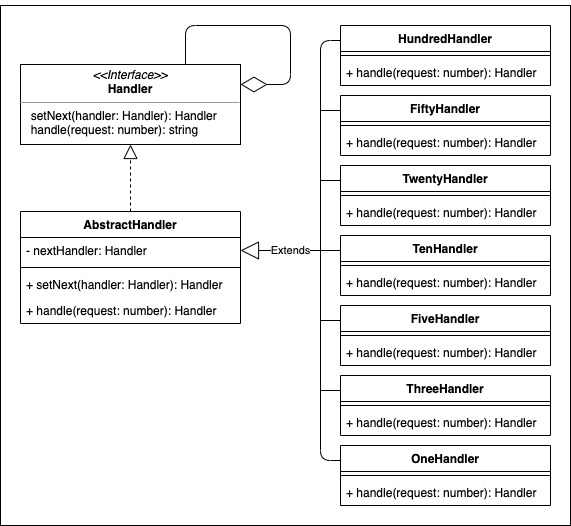 <<Interface>>
Handler
setNext(handler: Handler): Handler
handle(request: number): string
AbstractHandler
- nextHandler: Handler
+ setNext(handler: Handler): Handler
+ handle(request: number): Handler
Extends
HundredHandler
+ handle(request: number): Handler
FiftyHandler
+ handle(request: number): Handler
TwentyHandler
+ handle(request: number): Handler
TenHandler
+ handle(request: number): Handler
FiveHandler
+ handle(request: number): Handler
ThreeHandler
+ handle(request: number): Handler
OneHandler
+ handle(request: number): Handler